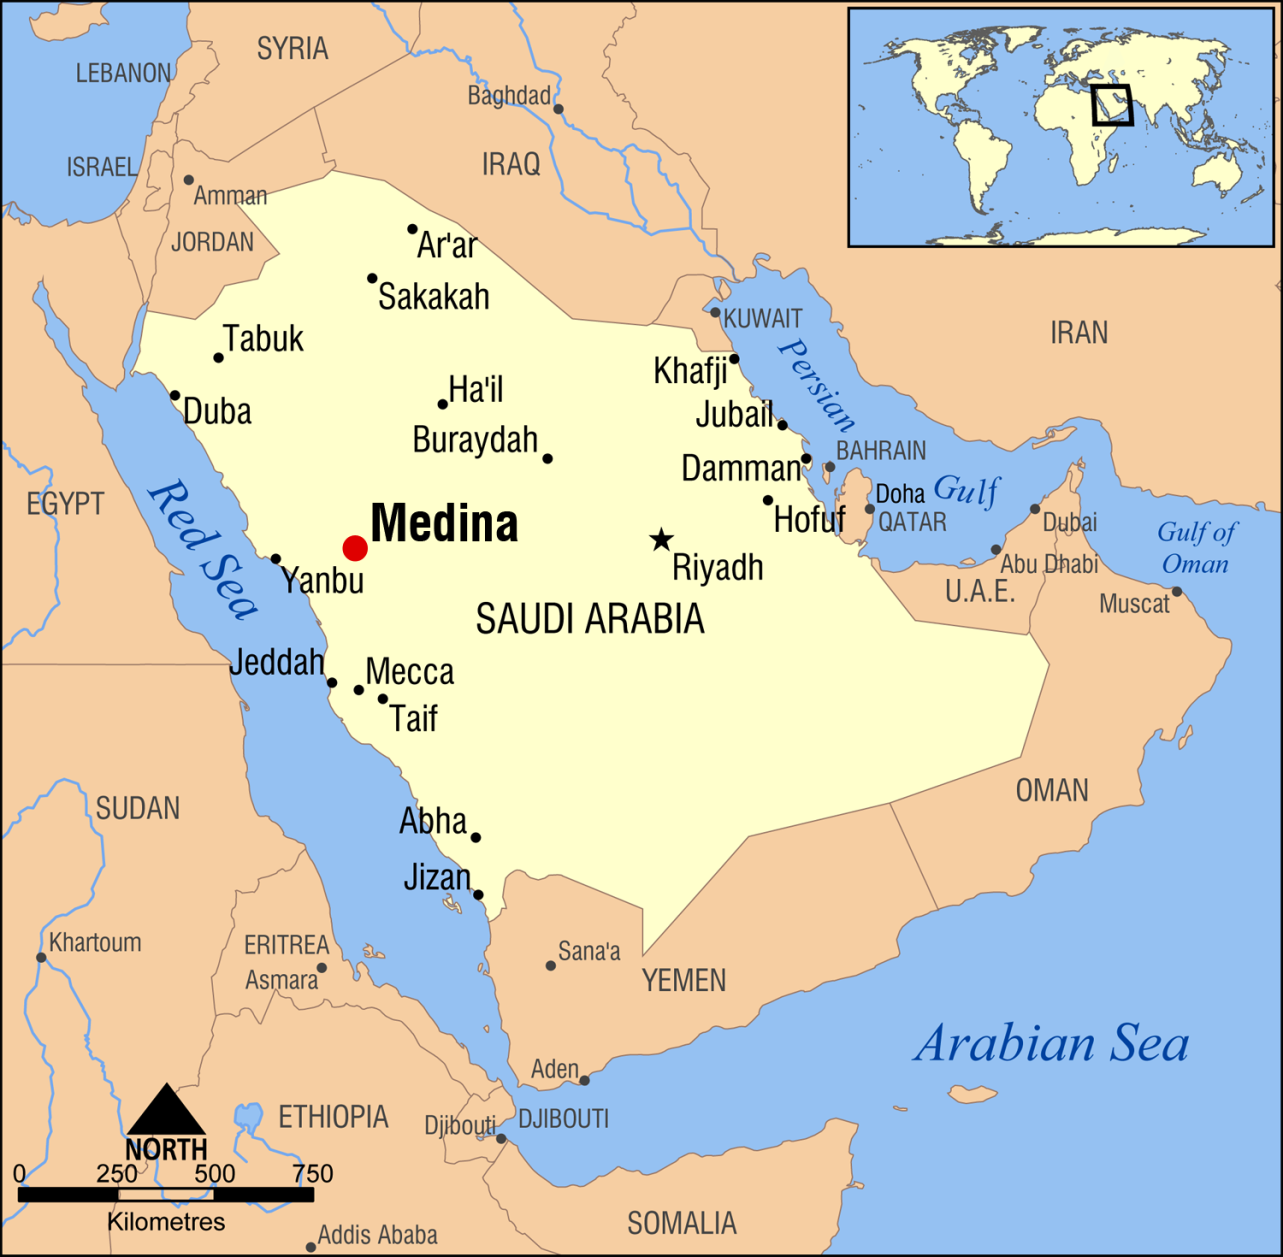 SYRIA
LEBANON
Baghdad
ISRAEL
IRAQ
Amman
JORDAN
Ar'ar
Sakakah
KUWAIT
IRAN
Tabuk
Khafji
Persian
Gulf
Ha'il
Duba
Jubail
Buraydah
BAHRAIN
Damman
EGYPT
Red Sea
Medina
Doha
Hofuf
QATAR
Dubai
Gulf of
Oman
Riyadh
Abu Dhabi
Yanbu
U.A.E.
Muscat
SAUDI ARABIA
Jeddah
Mecca
Taif
OMAN
SUDAN
Abha
Jizan
Khartoum
ERITREA
Asmara
Sana'a
YEMEN
Arabian Sea
Aden
ETHIOPIA
Djibouti
DJIBOUTI
NORTH
0 250 500 750
Kilometres
SOMALIA
Addis Ababa